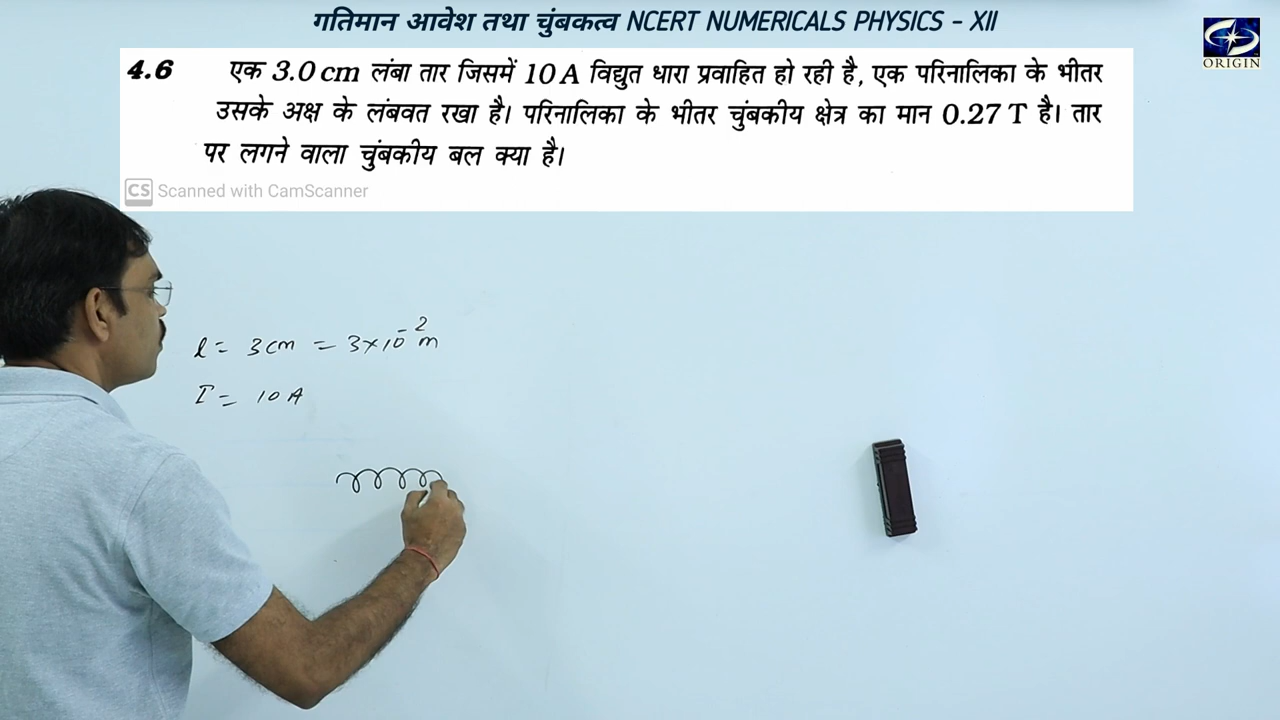 गतिमान आवेश तथा चुंबकत्व NCERT NUMERICALS PHYSICS - XII
ORIGIN
4.6 एक 3.0 cm लंबा तार जिसमें 10 A विद्युत धारा प्रवाहित हो रही है, एक परिनालिका के भीतर
उसके अक्ष के लंबवत रखा है। परिनालिका के भीतर चुंबकीय क्षेत्र का मान 0.27 T है। तार
पर लगने वाला चुंबकीय बल क्या है।
CS Scanned with CamScanner
l = 3cm = 3×10⁻² m
I = 10 A